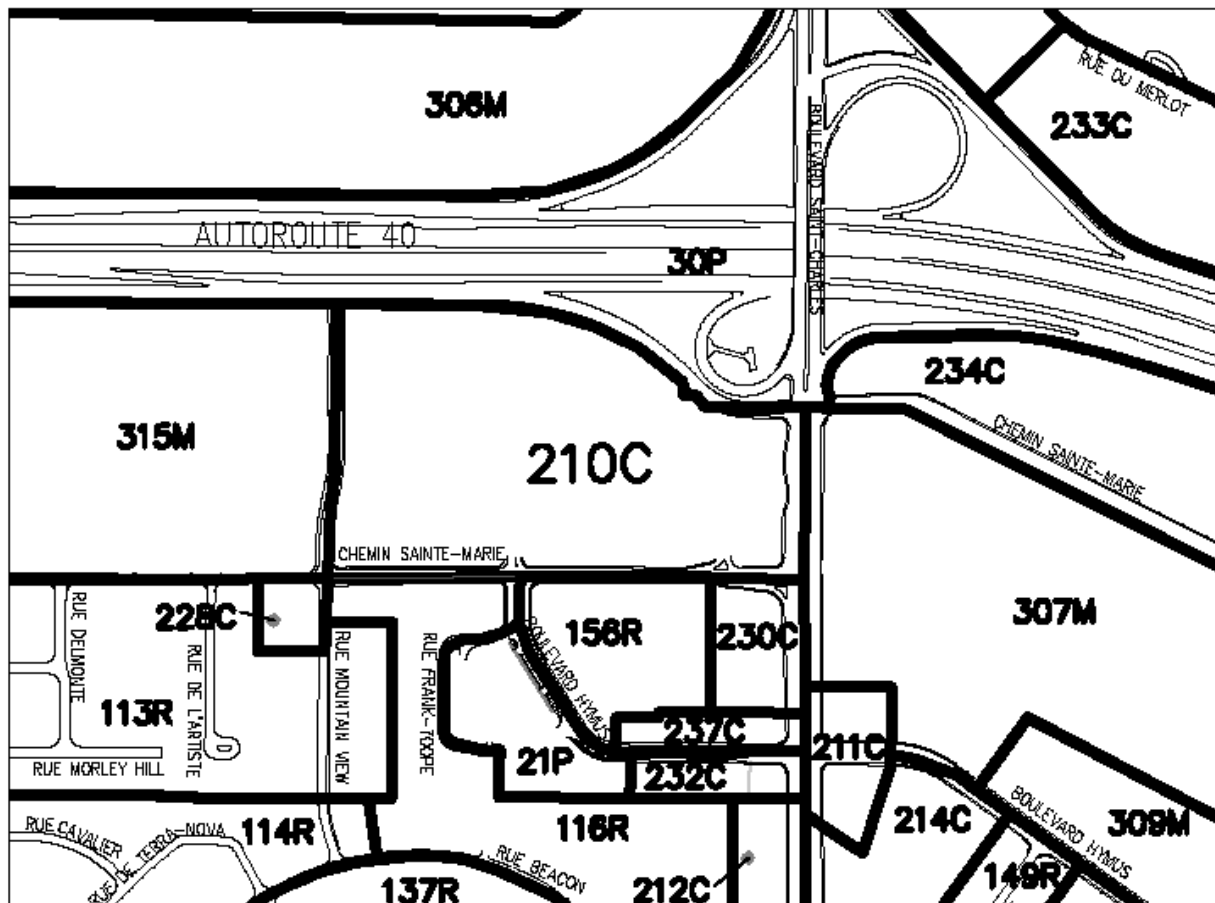 306M
RUE DU MERLOT
233C
BOULEVARD SAINT-CHARLES
AUTOROUTE 40
30P
234C
315M
210C
CHEMIN SAINTE-MARIE
CHEMIN SAINTE-MARIE
228C
RUE DELMONTE
RUE DE L'ARTISTE
113R
RUE MORLEY HILL
RUE MOUNTAIN VIEW
RUE FRANK-TOOPE
BOULEVARD HYMUS
156R
230C
307M
237C
211C
21P
232C
RUE CAVALIER
RUE DE TERRA-NOVA
114R
116R
214C
BOULEVARD HYMUS
309M
137R
RUE BEACON
212C
149R